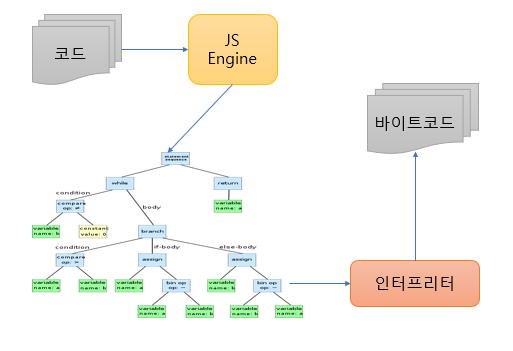 코드
JS
Engine
바이트코드
statement
sequence
while
return
condition
body
compare
op: ≠
constant
value: 0
variable
name: b
variable
name: a
branch
condition
if-body
else-body
compare
op: >
assign
assign
variable
name: a
variable
name: b
variable
name: a
bin op
op: −
variable
name: b
bin op
op: −
variable
name: a
variable
name: b
variable
name: b
variable
name: a
인터프리터